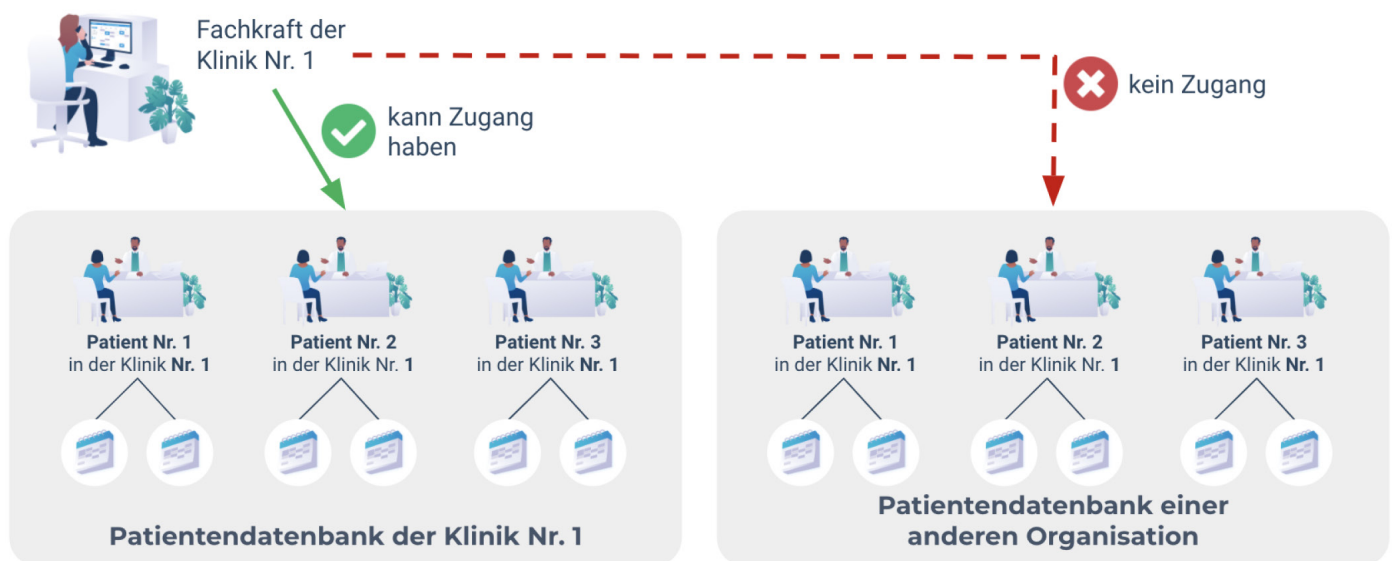 Fachkraft der
Klinik Nr. 1
kann Zugang
haben
kein Zugang
Patient Nr. 1
in der Klinik Nr. 1
Patient Nr. 2
in der Klinik Nr. 1
Patient Nr. 3
in der Klinik Nr. 1
Patientendatenbank der Klinik Nr. 1
Patient Nr. 1
in der Klinik Nr. 1
Patient Nr. 2
in der Klinik Nr. 1
Patient Nr. 3
in der Klinik Nr. 1
Patientendatenbank einer
anderen Organisation